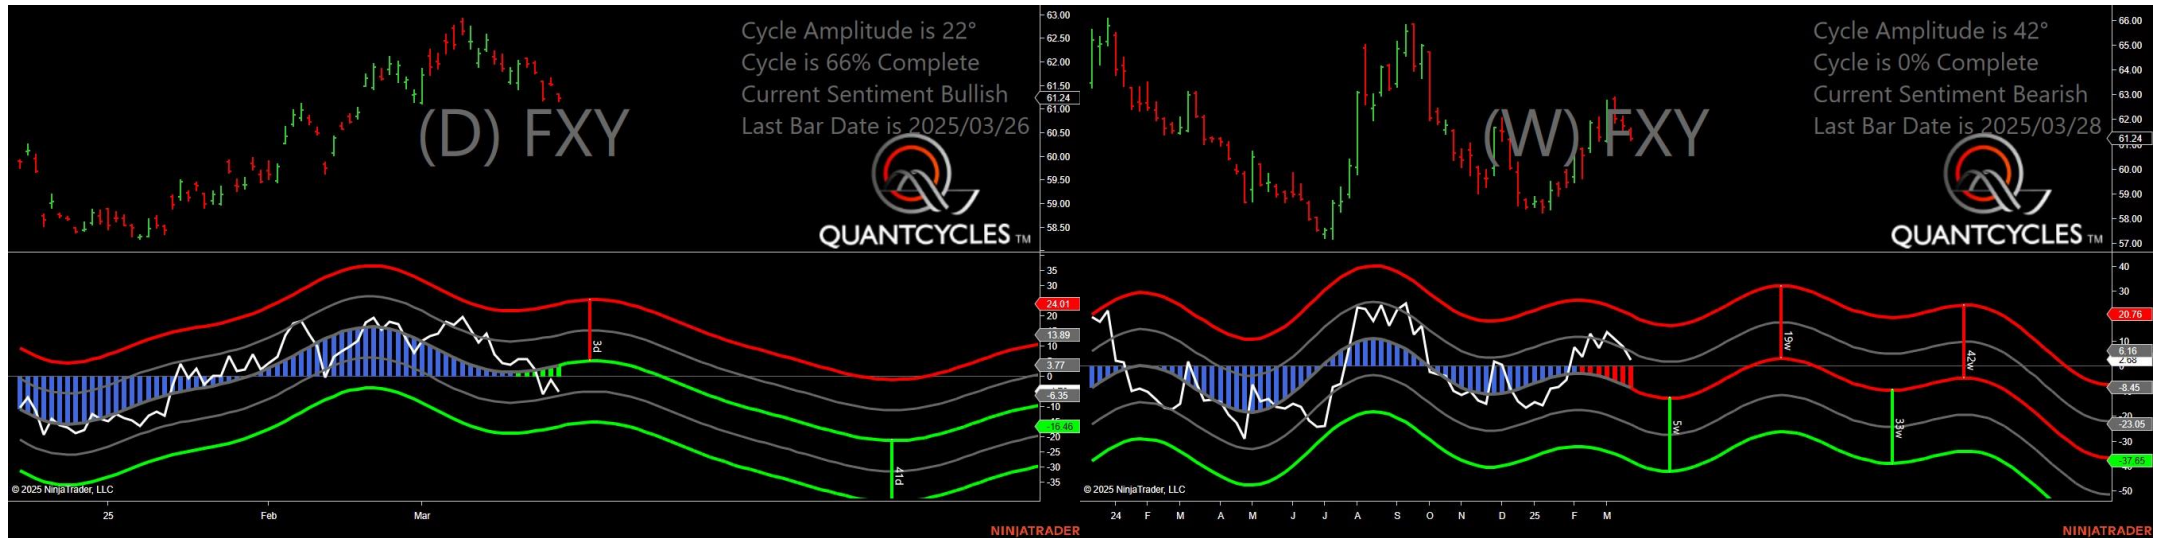 Cycle Amplitude is 22°
Cycle is 66% Complete
Current Sentiment Bullish
Last Bar Date is 2025/03/26
(D) FXY
QUANTCYCLES TM
63.00
62.50
62.00
61.50
61.24
61.00
60.50
60.00
59.50
59.00
58.50
35
30
24.01
20
13.89
10
3.77
0
-6.35
-10
-16.46
-20
-25
-30
-35
3d
41d
© 2025 NinjaTrader, LLC
25
Feb
Mar
NINJATRADER
Cycle Amplitude is 42°
Cycle is 0% Complete
Current Sentiment Bearish
Last Bar Date is 2025/03/28
(W) FXY
QUANTCYCLES TM
66.00
65.00
64.00
63.00
62.00
61.24
60.00
59.00
58.00
57.00
40
30
20.76
10
6.16
2.68
-8.45
-23.05
-30
-37.65
-50
19w
42w
5w
33w
© 2025 NinjaTrader, LLC
24 F M A M J J A S O N D 25 F M
NINJATRADER